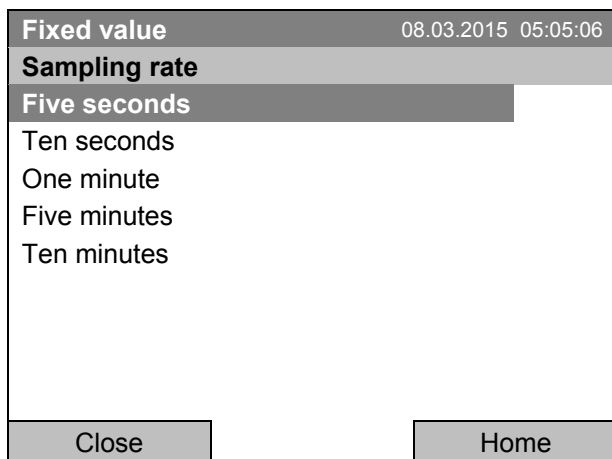 Fixed value 08.03.2015 05:05:06
Sampling rate
Five seconds
Ten seconds
One minute
Five minutes
Ten minutes
Close Home